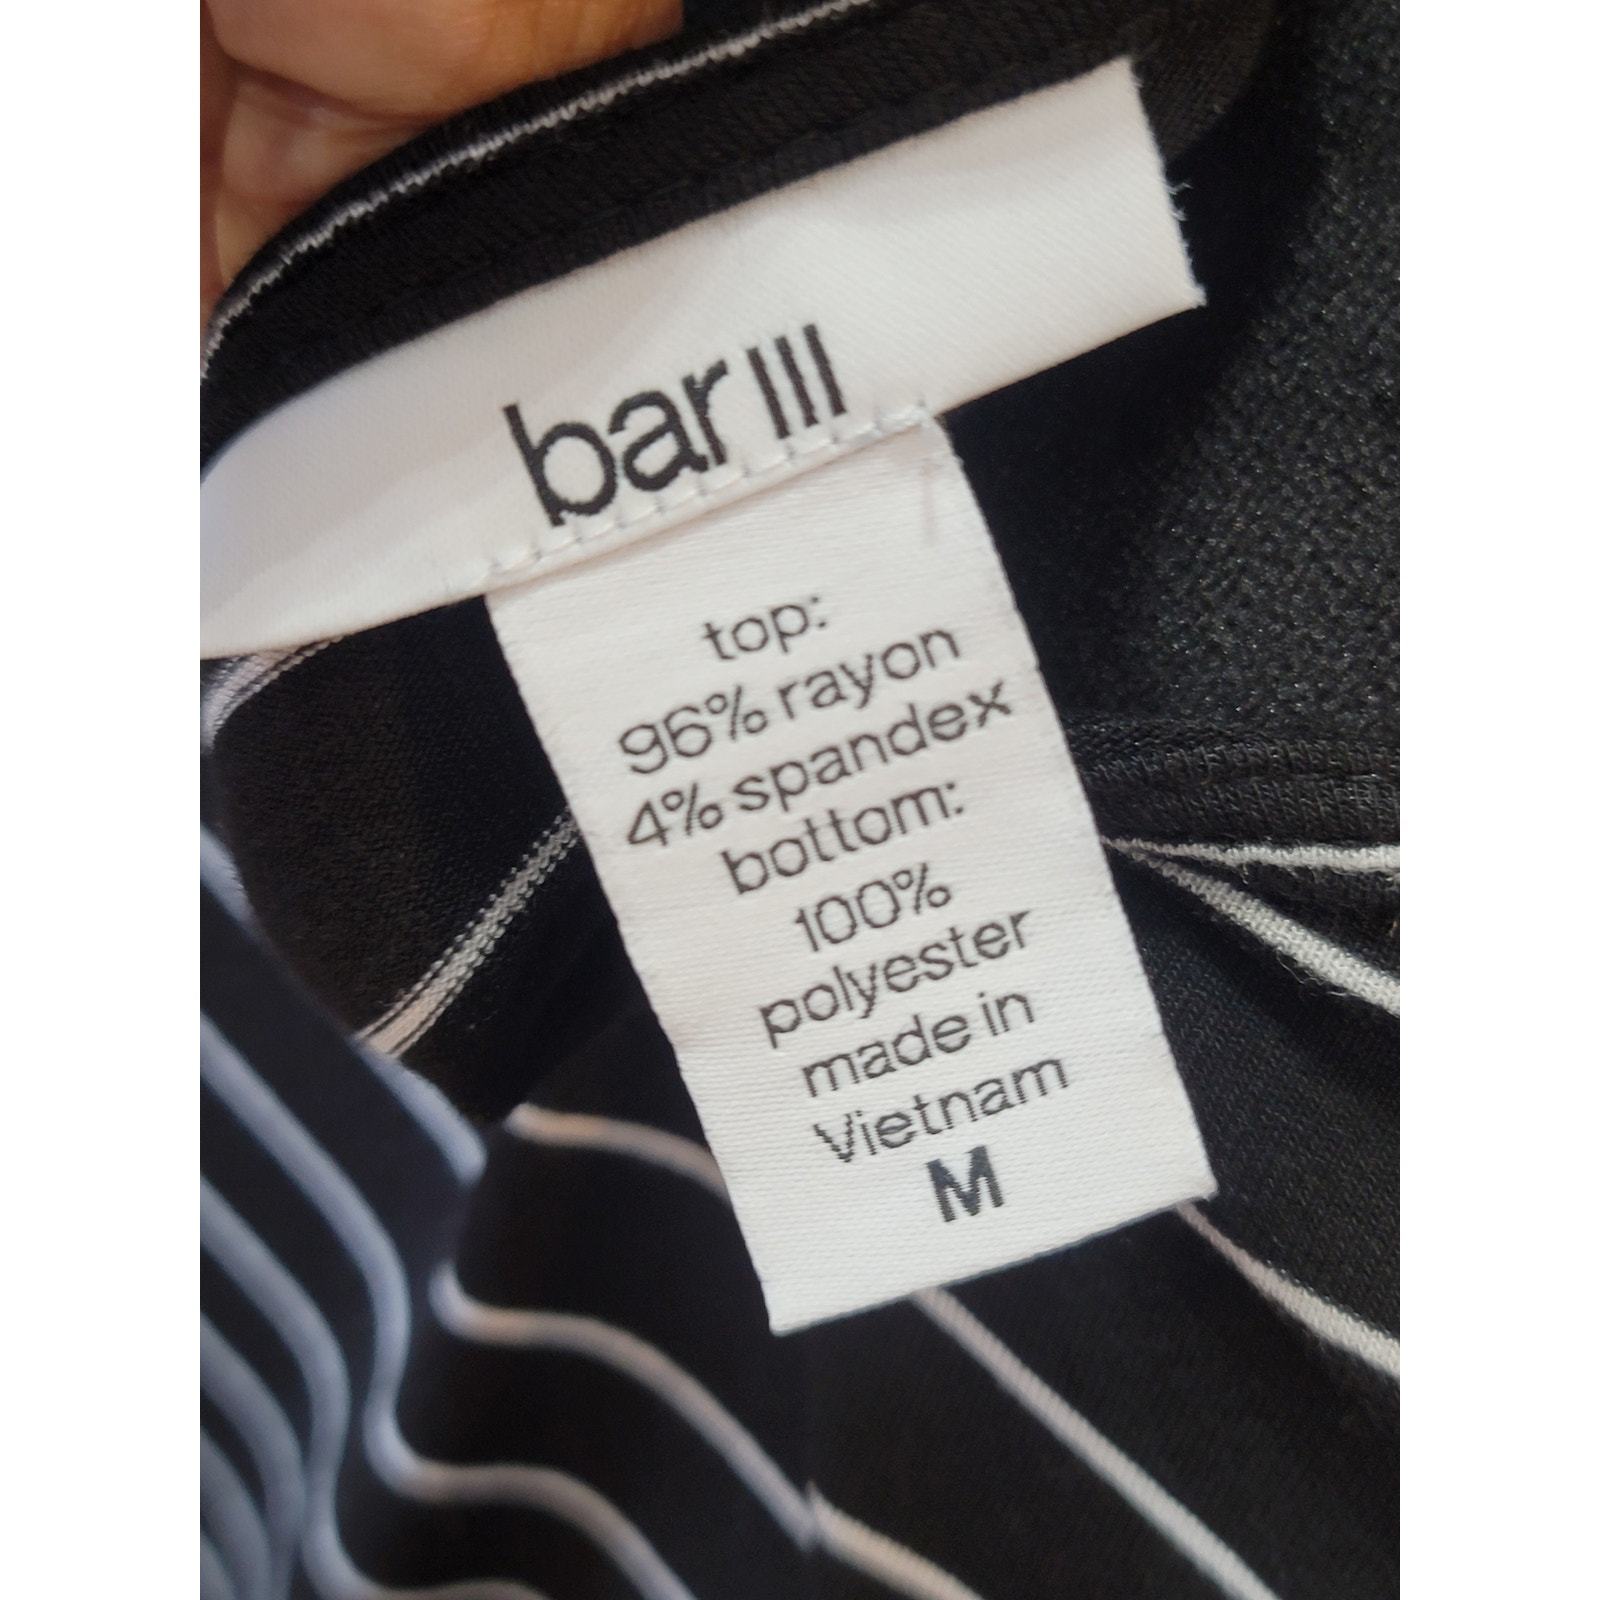 bar III
top:
96% rayon
4% spandex
bottom:
100%
polyester
made in
Vietnam
M